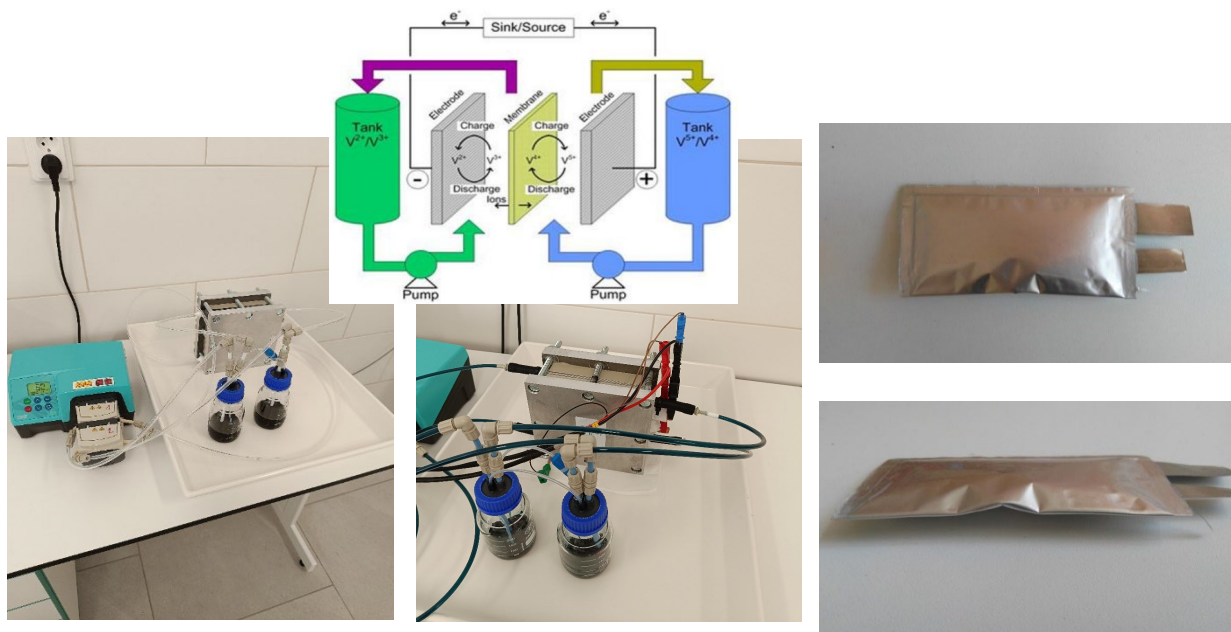 e⁻ e⁻
Sink/Source
Electrode
Membrane
Electrode
Tank
V²⁺/V³⁺
Charge
Charge
Tank
V⁵⁺/V⁴⁺
V²⁺ V³⁺
V⁴⁺ V⁵⁺
-
+
Discharge
Discharge
Ions
Pump
Pump